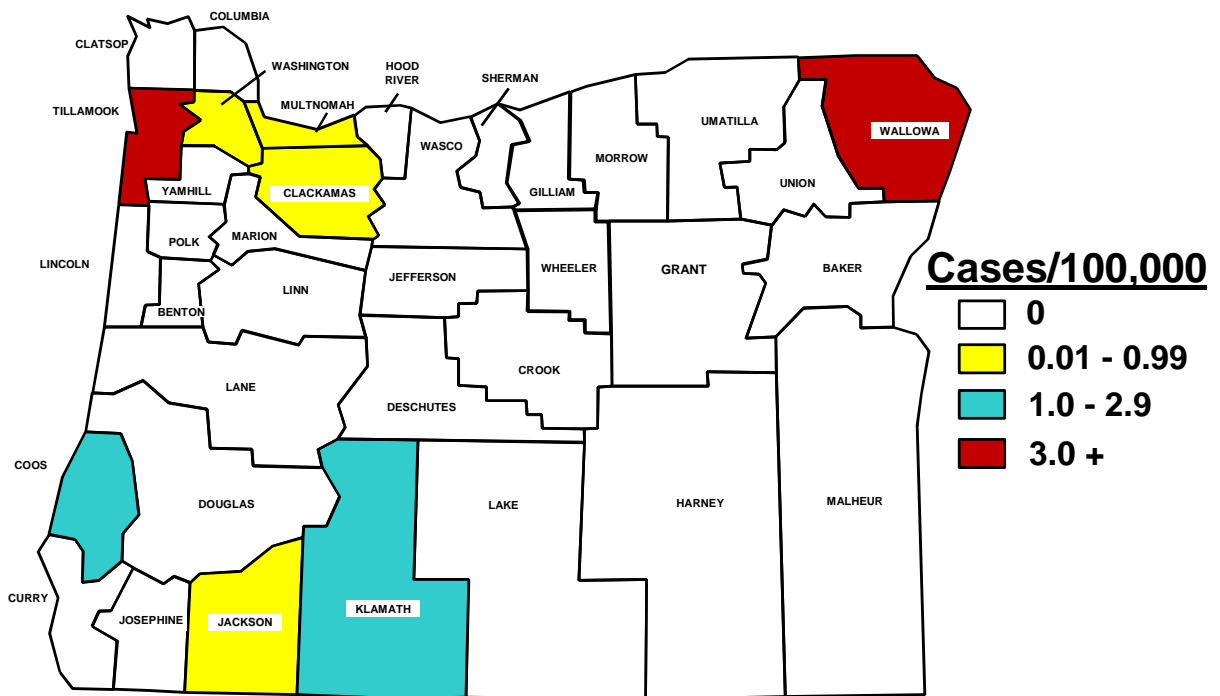 COLUMBIA
CLATSOP
WASHINGTON
HOOD
RIVER
SHERMAN
TILLAMOOK
MULTNOMAH
WASCO
UMATILLA
WALLOWA
MORROW
YAMHILL
CLACKAMAS
GILLIAM
UNION
POLK
MARION
LINCOLN
JEFFERSON
WHEELER
GRANT
BAKER
LINN
BENTON
Cases/100,000
0
0.01 - 0.99
1.0 - 2.9
3.0 +
CROOK
LANE
DESCHUTES
COOS
DOUGLAS
LAKE
HARNEY
MALHEUR
CURRY
JOSEPHINE
JACKSON
KLAMATH